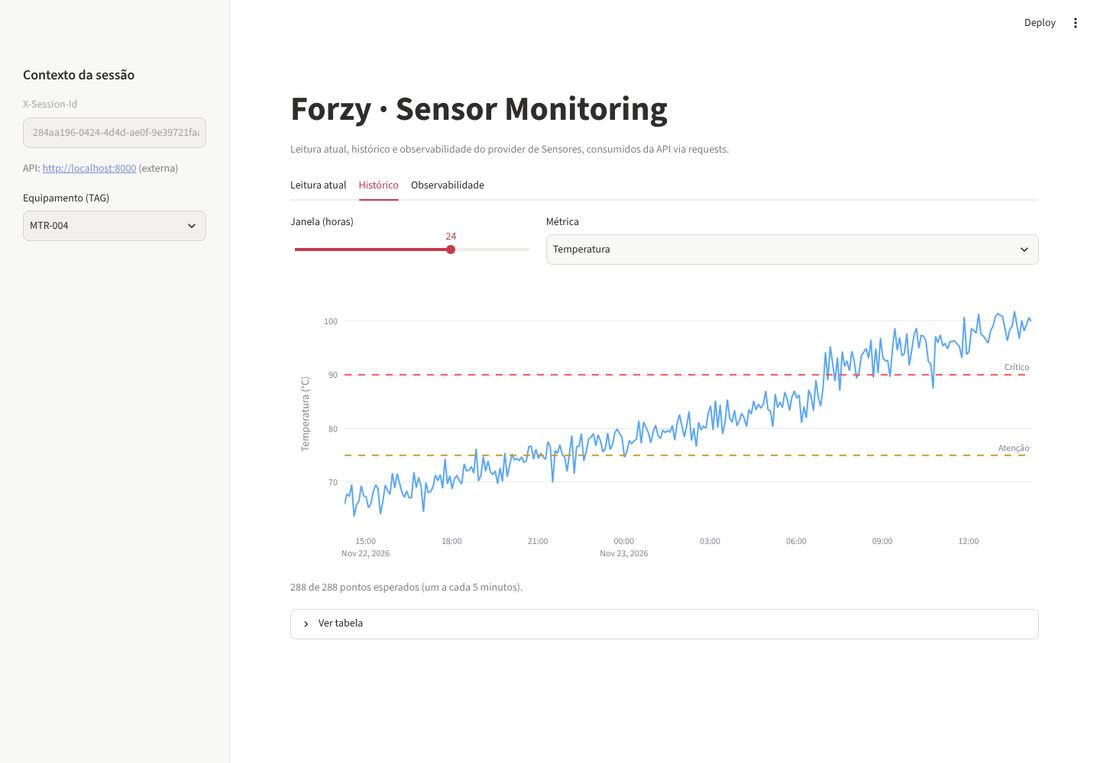 Deploy
Contexto da sessão
X-Session-Id
284aa196-0424-4d4d-ae0f-9e39721faa
API: http://localhost:8000 (externa)
Equipamento (TAG)
MTR-004
Forzy · Sensor Monitoring
Leitura atual, histórico e observabilidade do provider de Sensores, consumidos da API via requests.
Leitura atual Histórico Observabilidade
Janela (horas)
24
Métrica
Temperatura
Temperatura (°C)
100
90
80
70
Crítico
Atenção
15:00 18:00 21:00 00:00 03:00 06:00 09:00 12:00
Nov 22, 2026 Nov 23, 2026
288 de 288 pontos esperados (um a cada 5 minutos).
Ver tabela